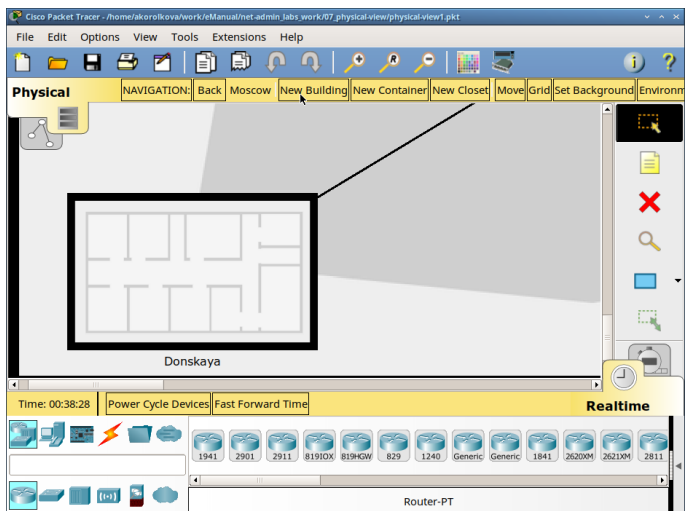 Cisco Packet Tracer - /home/akorolkova/work/eManual/net-admin_labs_work/07_physical-view/physical-view1.pkt
File Edit Options View Tools Extensions Help
Physical NAVIGATION: Back Moscow New Building New Container New Closet Move Grid Set Background Environm
Donskaya
Time: 00:38:28 Power Cycle Devices Fast Forward Time Realtime
1941 2901 2911 819IOX 819HGW 829 1240 Generic Generic 1841 2620XM 2621XM 2811
Router-PT